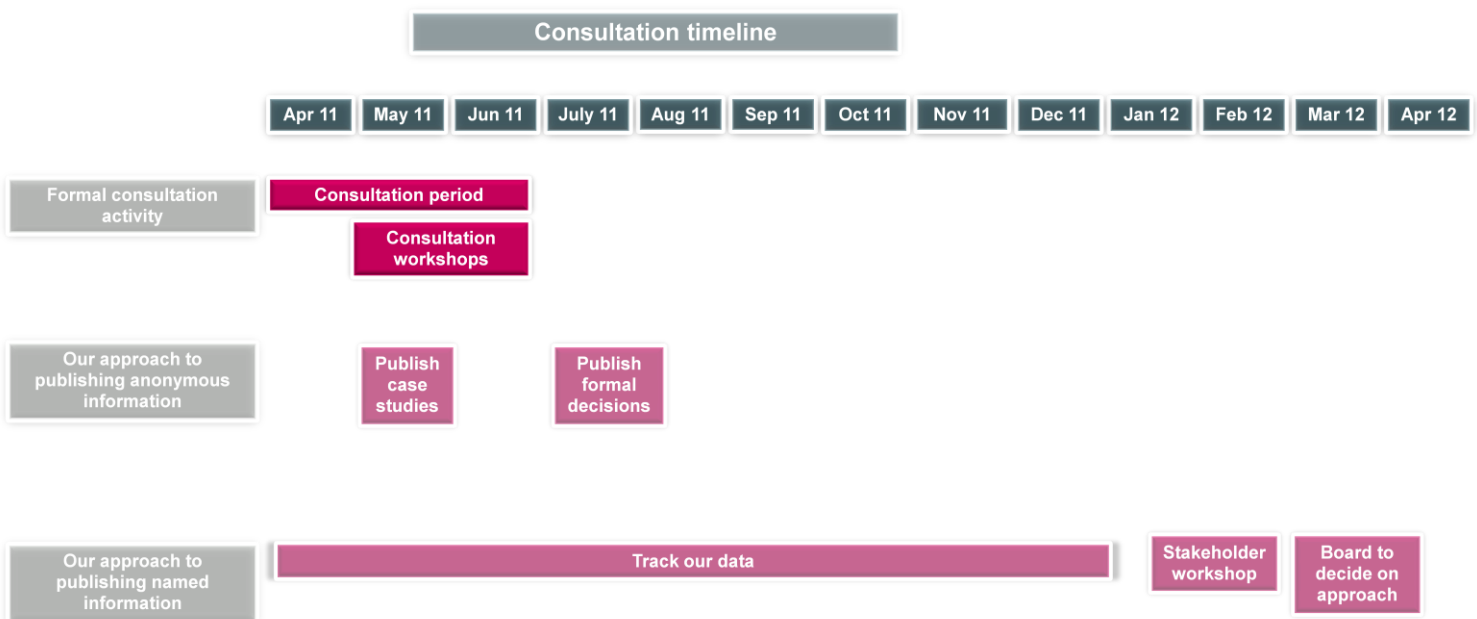 Consultation timeline
Apr 11
May 11
Jun 11
July 11
Aug 11
Sep 11
Oct 11
Nov 11
Dec 11
Jan 12
Feb 12
Mar 12
Apr 12
Formal consultation
activity
Consultation period
Consultation
workshops
Our approach to
publishing anonymous
information
Publish
case
studies
Publish
formal
decisions
Our approach to
publishing named
information
Track our data
Stakeholder
workshop
Board to
decide on
approach